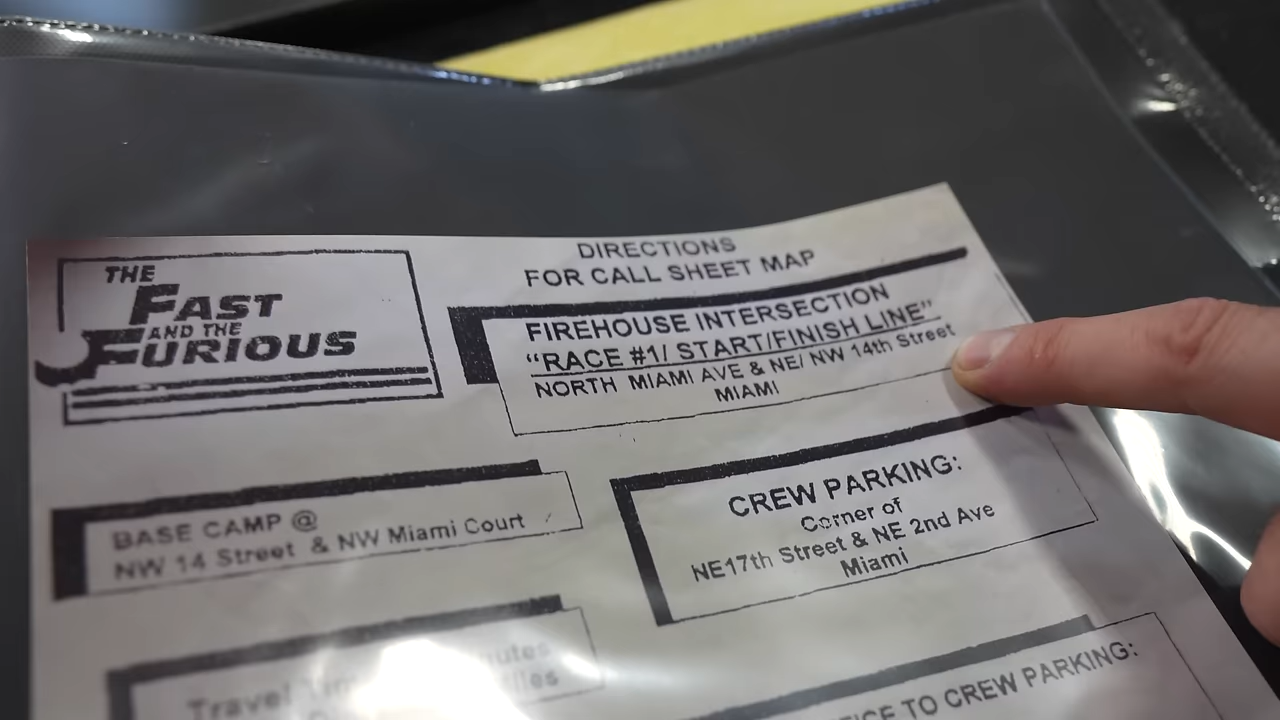 THE
FAST
AND THE
FURIOUS
DIRECTIONS
FOR CALL SHEET MAP
FIREHOUSE INTERSECTION
“RACE #1/ START/FINISH LINE”
NORTH MIAMI AVE & NE/ NW 14th Street
MIAMI
BASE CAMP @
NW 14 Street & NW Miami Court
CREW PARKING:
Corner of
NE17th Street & NE 2nd Ave
Miami
Travel
TO CREW PARKING: